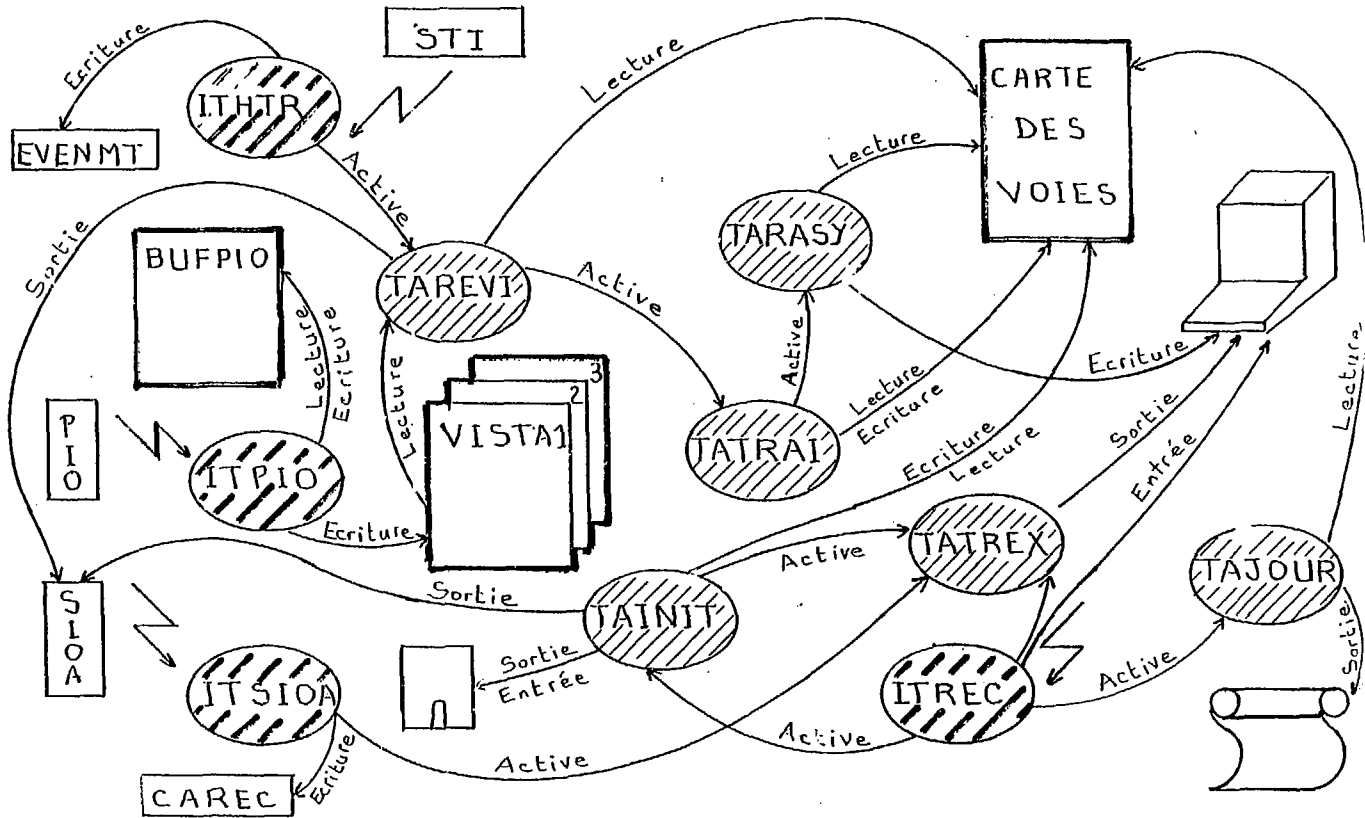 Ecriture
STI
ITHTR
EVENMT
Active
Lecture
CARTE
DES
VOIES
Lecture
TARASY
Sortie
BUFPIO
TAREVI
Active
Active
Lecture
Ecriture
Lecture
3
2
VISTA1
PIO
ITPIO
Ecriture
TATRAI
Lecture
Ecriture
Ecriture
Sortie
Entrée
Lecture
Ecriture
Lecture
TATREX
Active
TAJOUR
Sortie
SIOA
Sortie
TAINIT
Sortie
Entrée
ITSIOA
ITREC
Active
Active
Active
Ecriture
CAREC